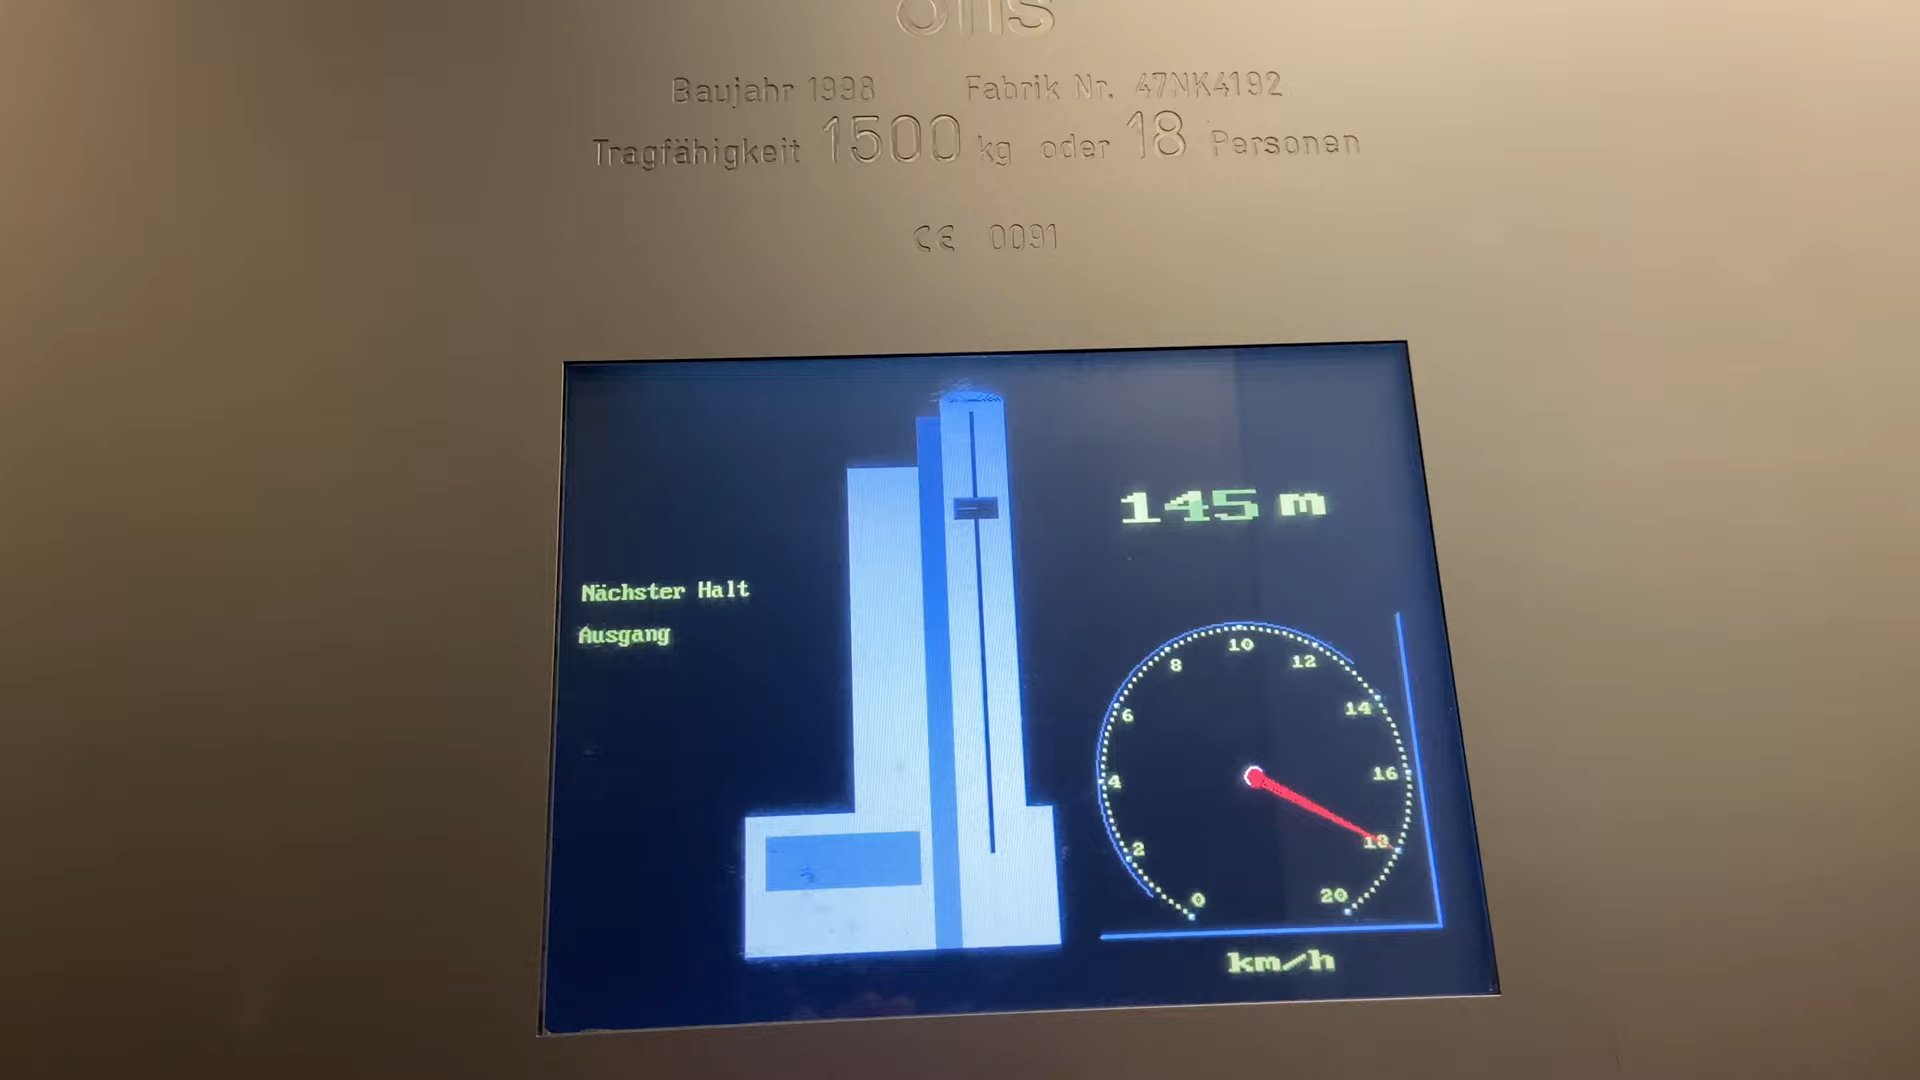 Baujahr 1998 Fabrik Nr. 47NK4192
Tragfähigkeit 1500 kg oder 18 Personen
CE 0091
145 m
Nächster Halt
Ausgang
0 2 4 6 8 10 12 14 16 18 20
km/h